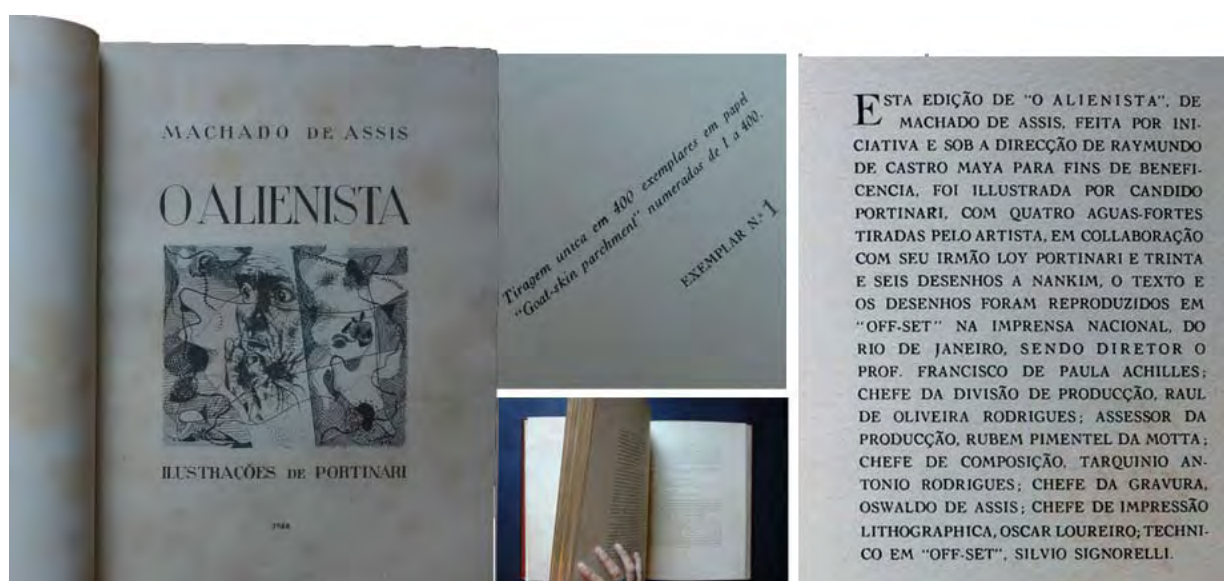 MACHADO DE ASSIS
O ALIENISTA
ILUSTRAÇÕES DE PORTINARI
Tiragem unica em 400 exemplares em papel
"Goat-skin parchment" numerados de 1 a 400.
EXEMPLAR N.º 1
ESTA EDIÇÃO DE "O ALIENISTA", DE
MACHADO DE ASSIS, FEITA POR INI-
CIATIVA E SOB A DIRECÇÃO DE RAYMUNDO
DE CASTRO MAYA PARA FINS DE BENEFI-
CENCIA, FOI ILLUSTRADA POR CANDIDO
PORTINARI, COM QUATRO AGUAS-FORTES
TIRADAS PELO ARTISTA, EM COLLABORAÇÃO
COM SEU IRMÃO LOY PORTINARI E TRINTA
E SEIS DESENHOS A NANKIM, O TEXTO E
OS DESENHOS FORAM REPRODUZIDOS EM
"OFF-SET" NA IMPRENSA NACIONAL, DO
RIO DE JANEIRO, SENDO DIRETOR O
PROF. FRANCISCO DE PAULA ACHILLES;
CHEFE DA DIVISÃO DE PRODUCÇÃO, RAUL
DE OLIVEIRA RODRIGUES; ASSESSOR DA
PRODUCÇÃO, RUBEM PIMENTEL DA MOTTA;
CHEFE DE COMPOSIÇÃO, TARQUINIO AN-
TONIO RODRIGUES; CHEFE DA GRAVURA,
OSWALDO DE ASSIS; CHEFE DE IMPRESSÃO
LITHOGRAPHICA, OSCAR LOUREIRO; TECHNI-
CO EM "OFF-SET", SILVIO SIGNORELLI.